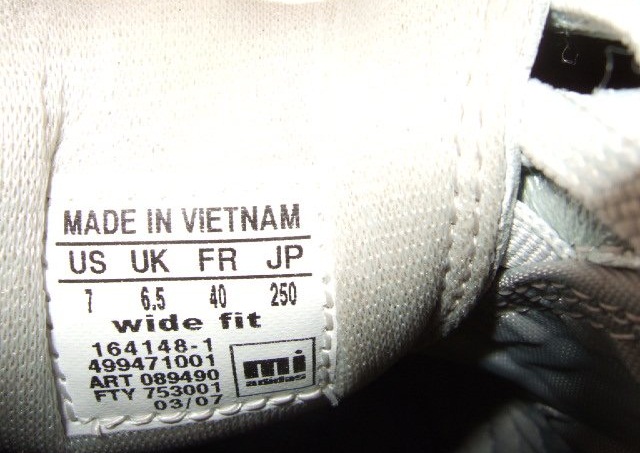 MADE IN VIETNAM
US UK FR JP
7 6.5 40 250
wide fit
164148-1
499471001
ART 089490
FTY 753001
03/07
mi
adidas